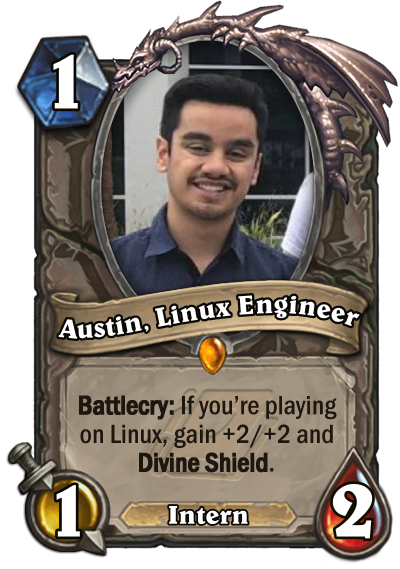 1
Austin, Linux Engineer
Battlecry: If you're playing
on Linux, gain +2/+2 and
Divine Shield.
1
Intern
2